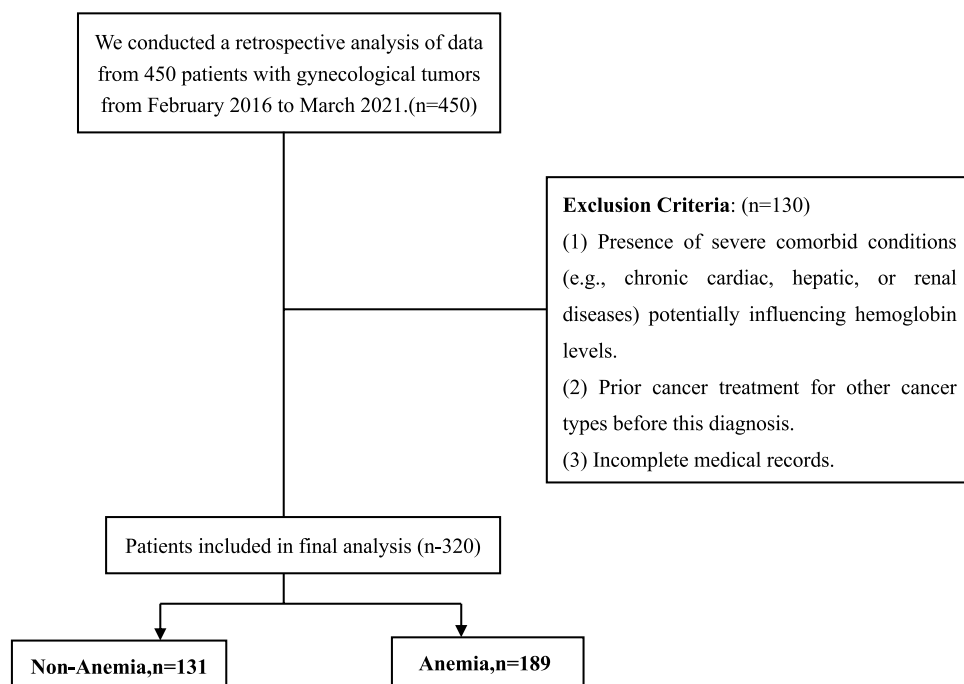 We conducted a retrospective analysis of data
from 450 patients with gynecological tumors
from February 2016 to March 2021.(n=450)
Exclusion Criteria: (n=130)
(1) Presence of severe comorbid conditions
(e.g., chronic cardiac, hepatic, or renal
diseases) potentially influencing hemoglobin
levels.
(2) Prior cancer treatment for other cancer
types before this diagnosis.
(3) Incomplete medical records.
Patients included in final analysis (n-320)
Non-Anemia,n=131
Anemia,n=189